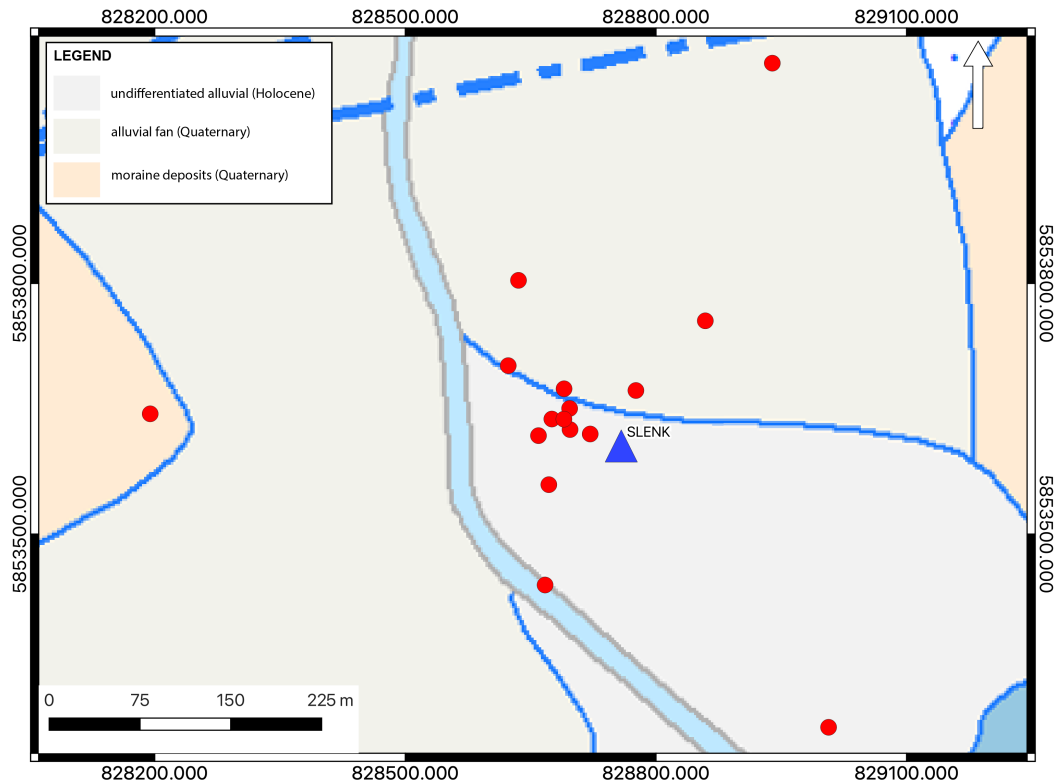 828200.000 828500.000 828800.000 829100.000
LEGEND
undifferentiated alluvial (Holocene)
alluvial fan (Quaternary)
moraine deposits (Quaternary)
5853800.000
5853800.000
SLENK
5853500.000
5853500.000
0 75 150 225 m
828200.000 828500.000 828800.000 829100.000